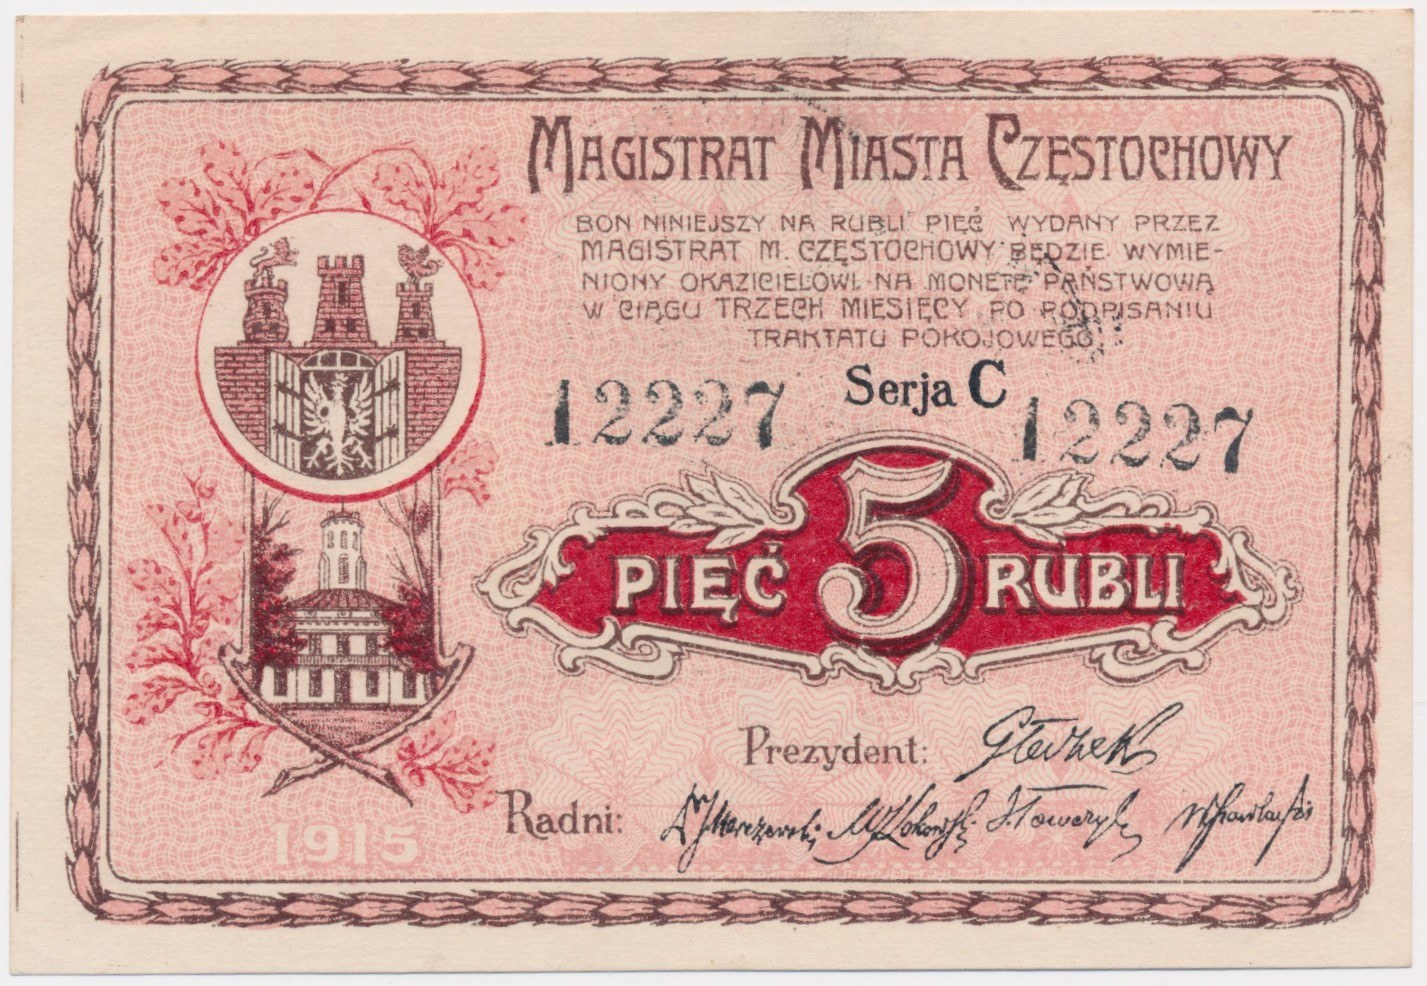 MAGISTRAT MIASTA CZĘSTOCHOWY
BON NINIEJSZY NA RUBLI PIĘĆ WYDANY PRZEZ
MAGISTRAT M. CZĘSTOCHOWY BĘDZIE WYMIE-
NIONY OKAZICIELOWI NA MONETĘ PAŃSTWOWĄ
W CIĄGU TRZECH MIESIĘCY PO PODPISANIU
TRAKTATU POKOJOWEGO.
Serja C
12227 12227
PIĘĆ 5 RUBLI
Prezydent:
Radni:
1915